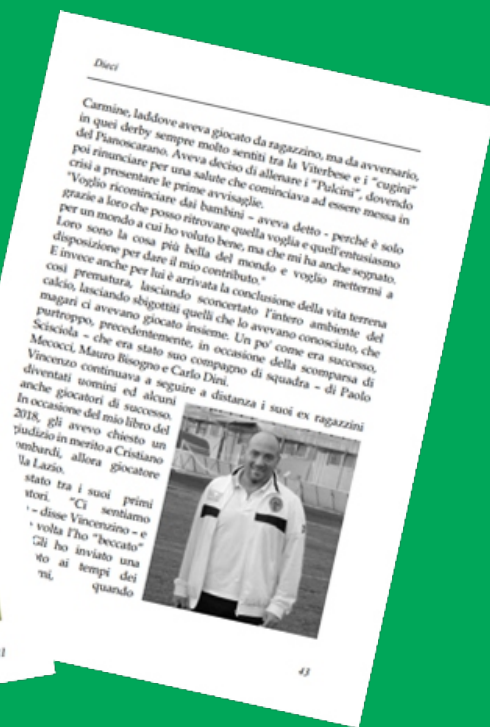 Dieci
Carmine, laddove aveva giocato da ragazzino, ma da avversario,
in quei derby sempre molto sentiti tra la Viterbese e i "cugini"
del Pianoscarano. Aveva deciso di allenare i "Pulcini", dovendo
poi rinunciare per una salute che cominciava ad essere messa in
crisi a presentare le prime avvisaglie.
"Voglio ricominciare dai bambini – aveva detto - perché è solo
grazie a loro che posso ritrovare quella voglia e quell'entusiasmo
per un mondo a cui ho voluto bene, ma che mi ha anche segnato.
Loro sono la cosa più bella del mondo e voglio mettermi a
disposizione per dare il mio contributo."
E invece anche per lui è arrivata la conclusione della vita terrena
così prematura, lasciando sconcertato l'intero ambiente del
calcio, lasciando sbigottiti quelli che lo avevano conosciuto, che
magari ci avevano giocato insieme. Un po' come era successo,
purtroppo, precedentemente, in occasione della scomparsa di
Scisciola – che era stato suo compagno di squadra – di Paolo
Mecocci, Mauro Bisogno e Carlo Dini.
Vincenzo continuava a seguire a distanza i suoi ex ragazzini
diventati uomini ed alcuni
anche giocatori di successo.
In occasione del mio libro del
2018, gli avevo chiesto un
giudizio in merito a Cristiano
ombardi, allora giocatore
lla Lazio.
stato tra i suoi primi
atori. "Ci sentiamo
– disse Vincenzino – e
volta l'ho "beccato"
Gli ho inviato una
oto ai tempi dei
ni, quando
43